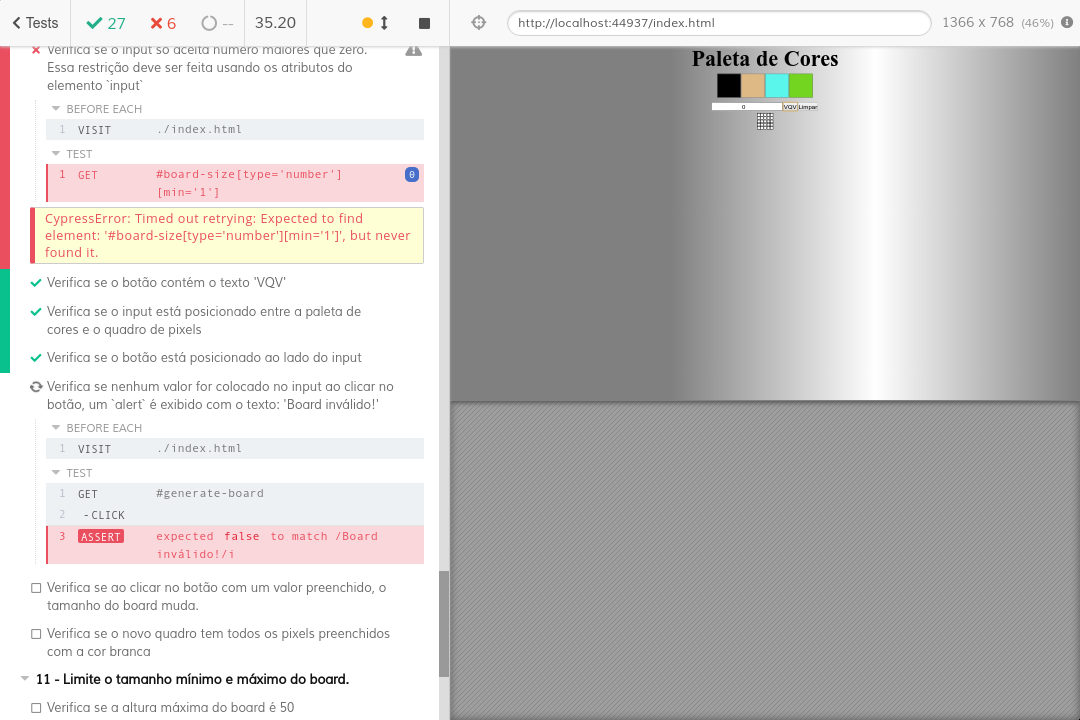 Tests 27 6 -- 35.20
http://localhost:44937/index.html 1366 x 768 (46%)
Verifica se o input só aceita número maiores que zero.
Essa restrição deve ser feita usando os atributos do
elemento `input`
BEFORE EACH
1 VISIT ./index.html
TEST
1 GET #board-size[type='number'] 0
[min='1']
CypressError: Timed out retrying: Expected to find
element: '#board-size[type='number'][min='1']', but never
found it.
Verifica se o botão contém o texto 'VQV'
Verifica se o input está posicionado entre a paleta de
cores e o quadro de pixels
Verifica se o botão está posicionado ao lado do input
Verifica se nenhum valor for colocado no input ao clicar no
botão, um `alert` é exibido com o texto: 'Board inválido!'
BEFORE EACH
1 VISIT ./index.html
TEST
1 GET #generate-board
2 -CLICK
3 ASSERT expected false to match /Board
inválido!/i
Verifica se ao clicar no botão com um valor preenchido, o
tamanho do board muda.
Verifica se o novo quadro tem todos os pixels preenchidos
com a cor branca
11 - Limite o tamanho mínimo e máximo do board.
Verifica se a altura máxima do board é 50
Paleta de Cores
0 VQV Limpar